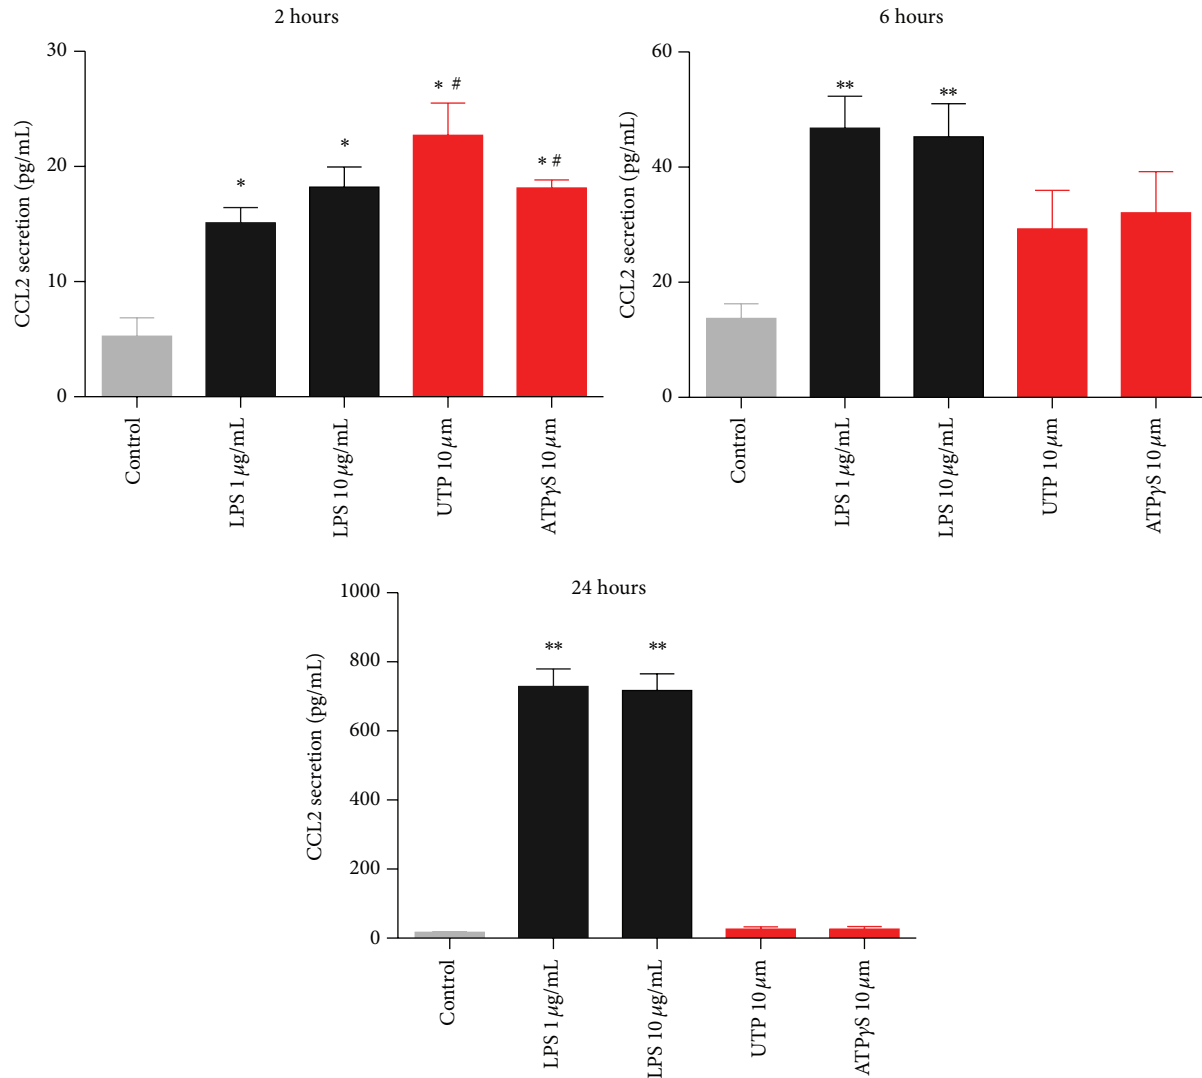 2 hours
CCL2 secretion (pg/mL)
30
20
10
0
* 
*
* #
* #
Control
LPS 1 μg/mL
LPS 10 μg/mL
UTP 10 μm
ATPγS 10 μm
6 hours
CCL2 secretion (pg/mL)
60
40
20
0
**
**
Control
LPS 1 μg/mL
LPS 10 μg/mL
UTP 10 μm
ATPγS 10 μm
24 hours
CCL2 secretion (pg/mL)
1000
800
600
400
200
0
**
**
Control
LPS 1 μg/mL
LPS 10 μg/mL
UTP 10 μm
ATPγS 10 μm